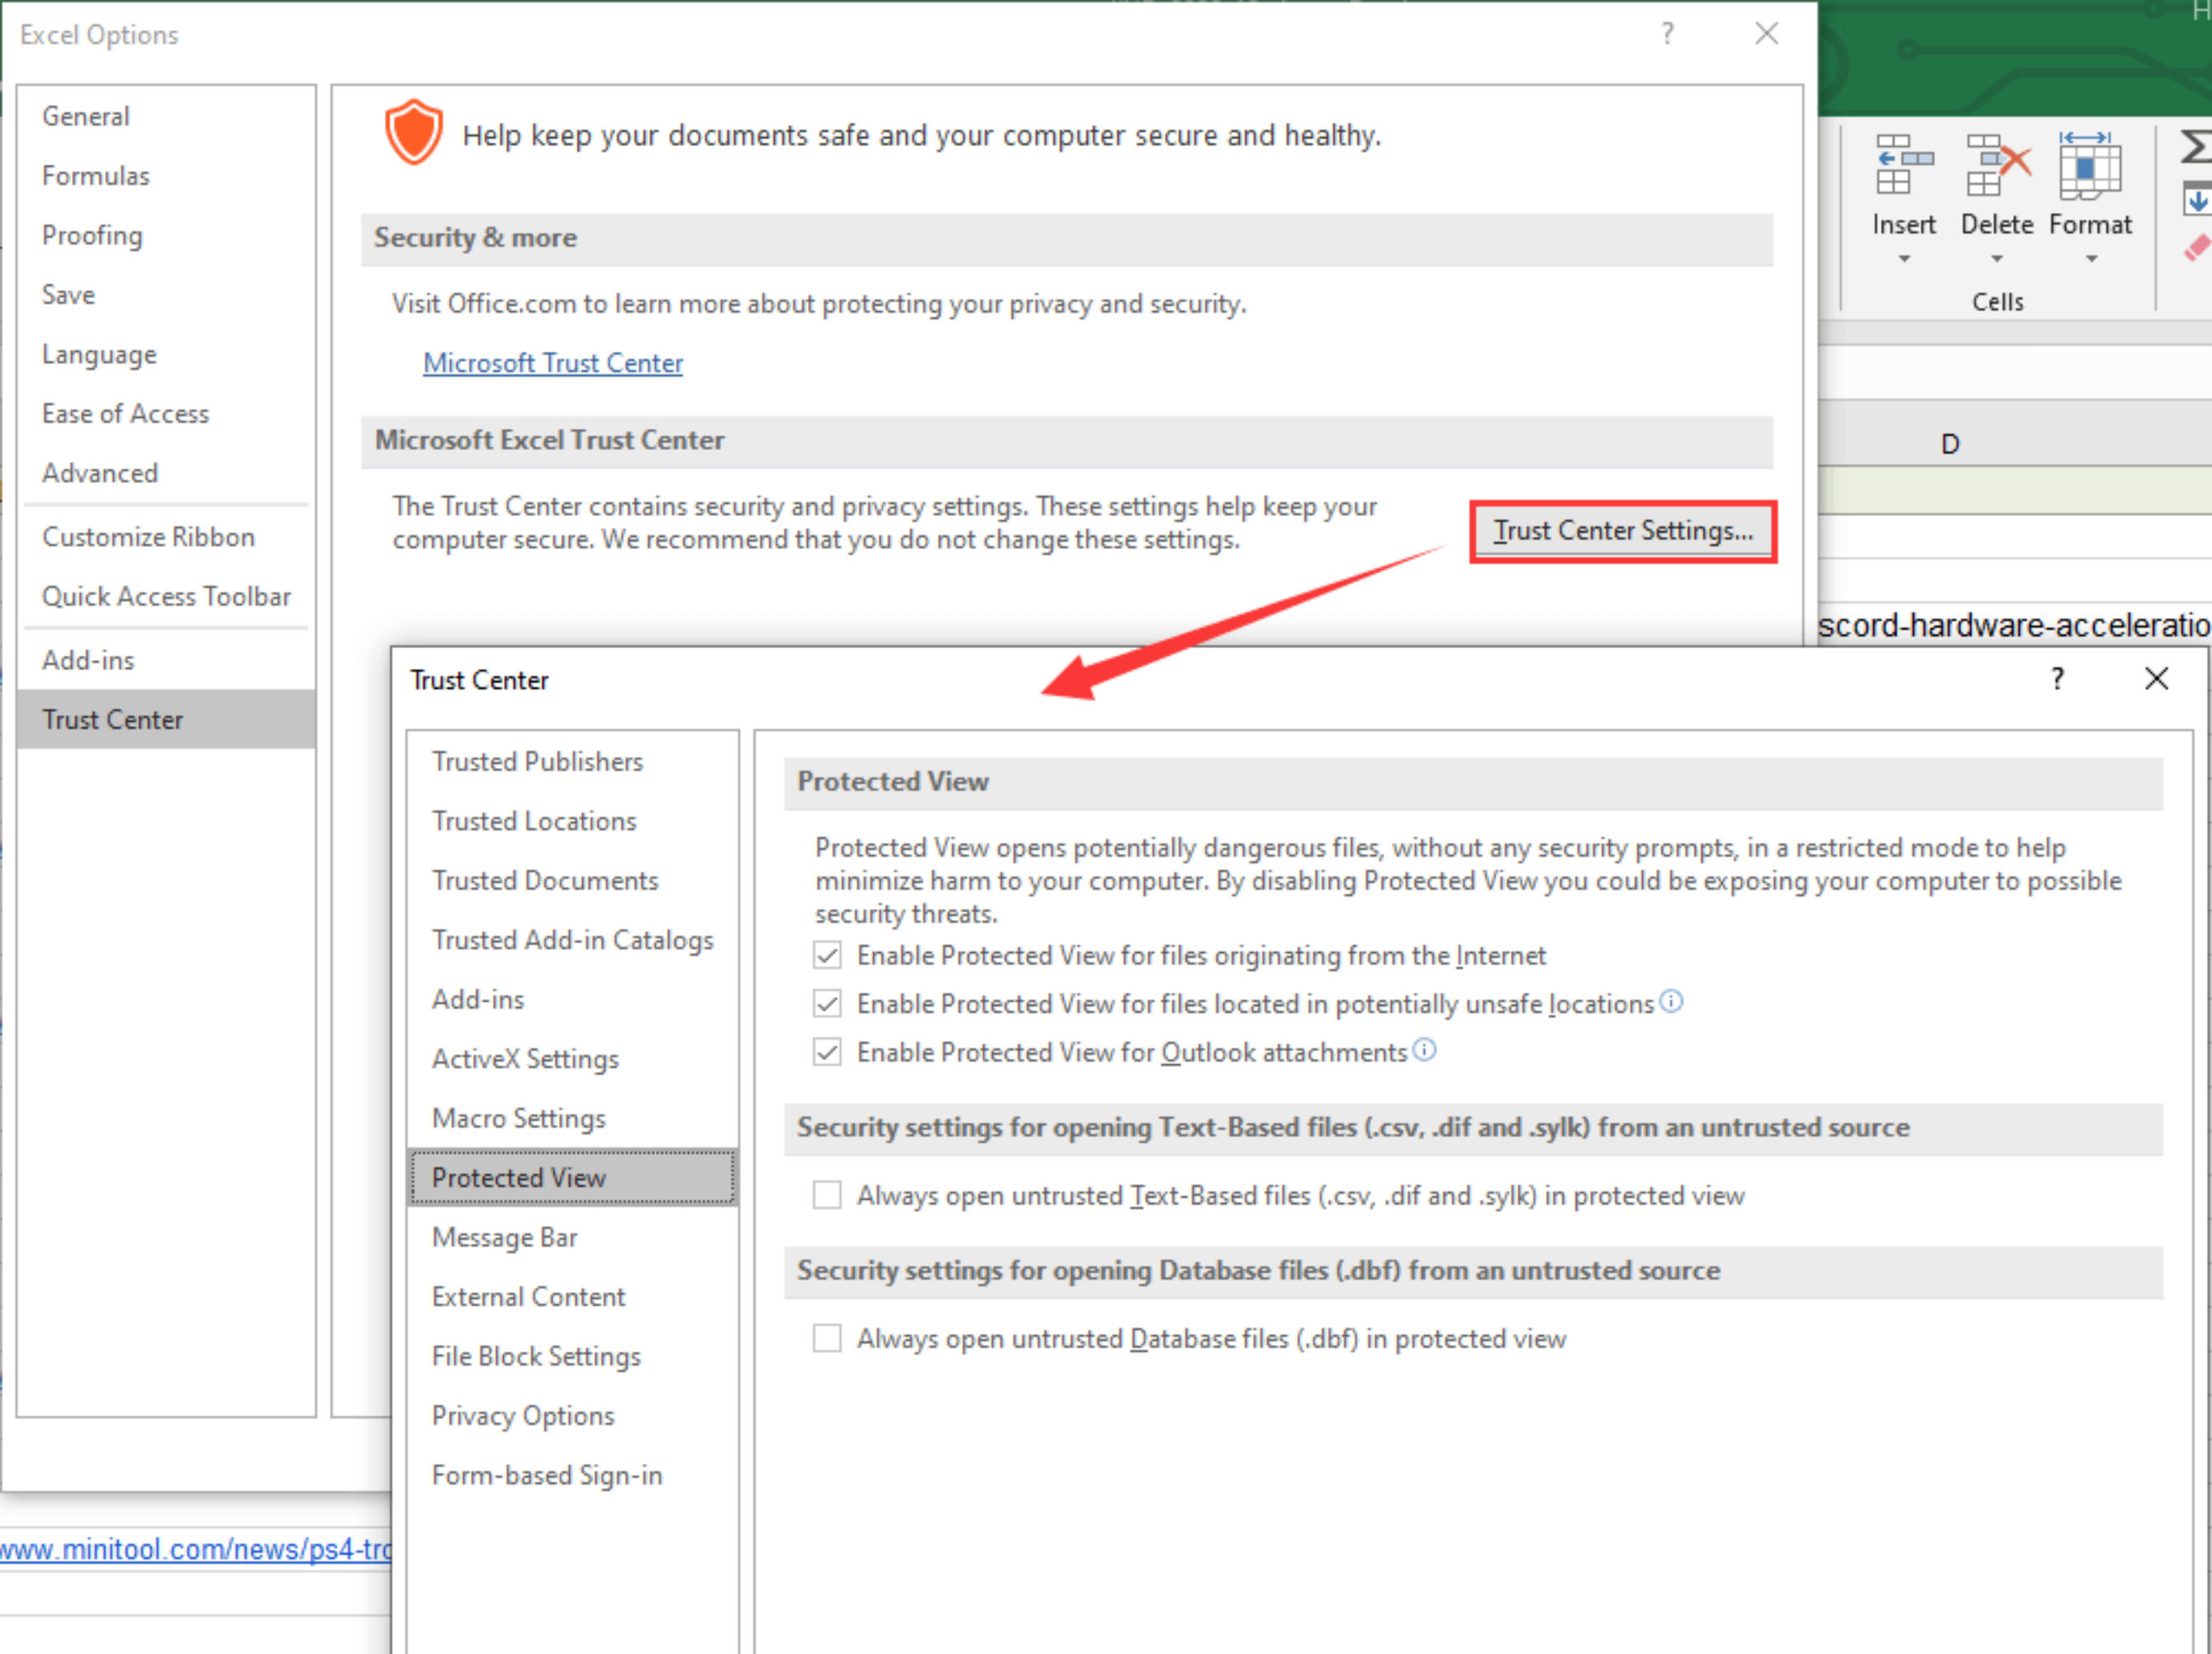 Excel Options
?
General
Formulas
Proofing
Save
Language
Ease of Access
Advanced
Customize Ribbon
Quick Access Toolbar
Add-ins
Trust Center
Help keep your documents safe and your computer secure and healthy.
Security & more
Visit Office.com to learn more about protecting your privacy and security.
Microsoft Trust Center
Microsoft Excel Trust Center
The Trust Center contains security and privacy settings. These settings help keep your
computer secure. We recommend that you do not change these settings.
Trust Center Settings...
Insert
Delete
Format
Cells
D
scord-hardware-acceleratio
Trust Center
?
Trusted Publishers
Trusted Locations
Trusted Documents
Trusted Add-in Catalogs
Add-ins
ActiveX Settings
Macro Settings
Protected View
Message Bar
External Content
File Block Settings
Privacy Options
Form-based Sign-in
Protected View
Protected View opens potentially dangerous files, without any security prompts, in a restricted mode to help
minimize harm to your computer. By disabling Protected View you could be exposing your computer to possible
security threats.
Enable Protected View for files originating from the Internet
Enable Protected View for files located in potentially unsafe locations
Enable Protected View for Outlook attachments
Security settings for opening Text-Based files (.csv, .dif and .sylk) from an untrusted source
Always open untrusted Text-Based files (.csv, .dif and .sylk) in protected view
Security settings for opening Database files (.dbf) from an untrusted source
Always open untrusted Database files (.dbf) in protected view
www.minitool.com/news/ps4-tro